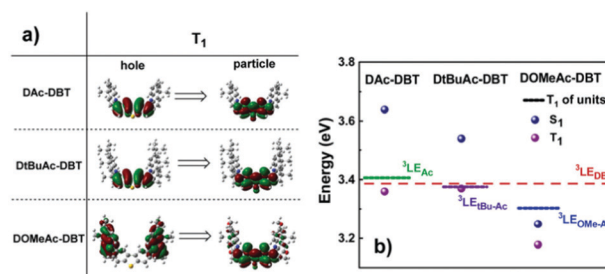 a)
T1
hole
particle
DAc-DBT
DtBuAc-DBT
DOMeAc-DBT
3.8
3.6
3.4
3.2
Energy (eV)
DAc-DBT DtBuAc-DBT DOMeAc-DBT
T1 of units
S1
T1
3LEAc
3LEDB
3LEtBu-Ac
3LEOMe-A
b)